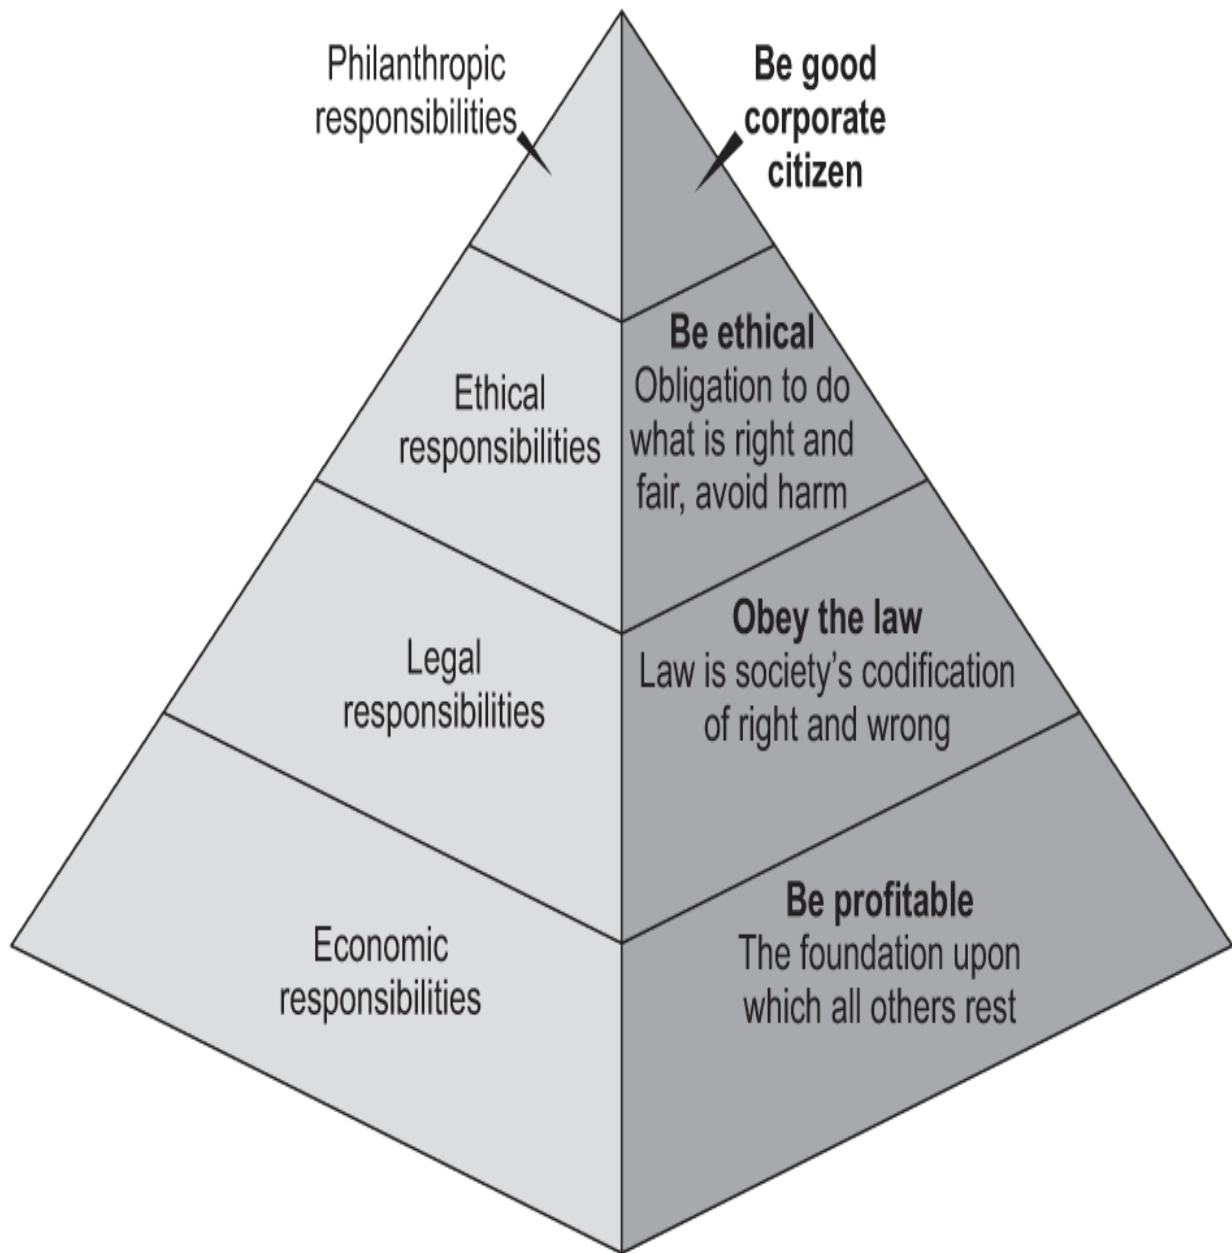 Philanthropic
responsibilities
Be good
corporate
citizen
Ethical
responsibilities
Be ethical
Obligation to do
what is right and
fair, avoid harm
Legal
responsibilities
Obey the law
Law is society’s codification
of right and wrong
Economic
responsibilities
Be profitable
The foundation upon
which all others rest